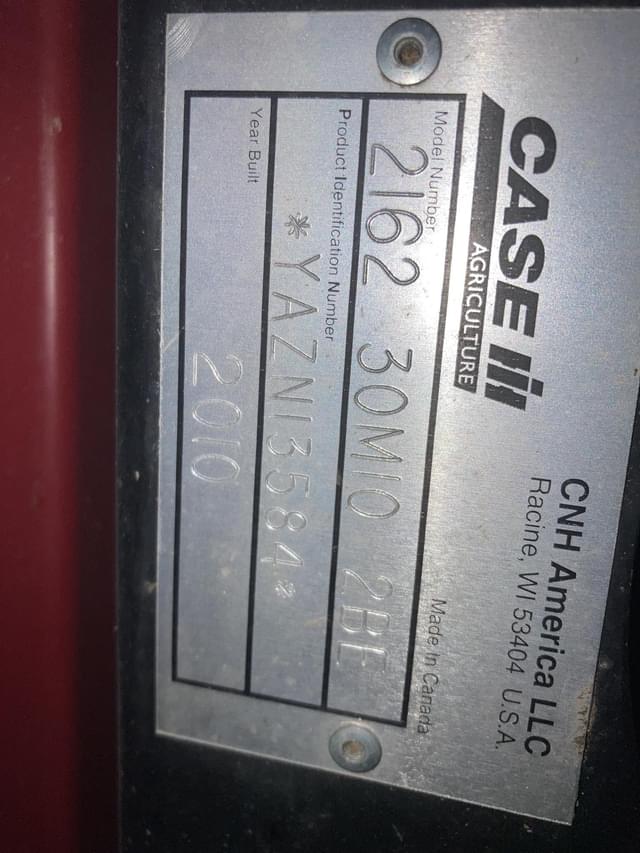 CASE IH
AGRICULTURE
CNH America LLC
Racine, WI 53404 U.S.A.
Model Number
Made In Canada
2162 30M10 2BE
Product Identification Number
*YAZN13584*
Year Built
2010